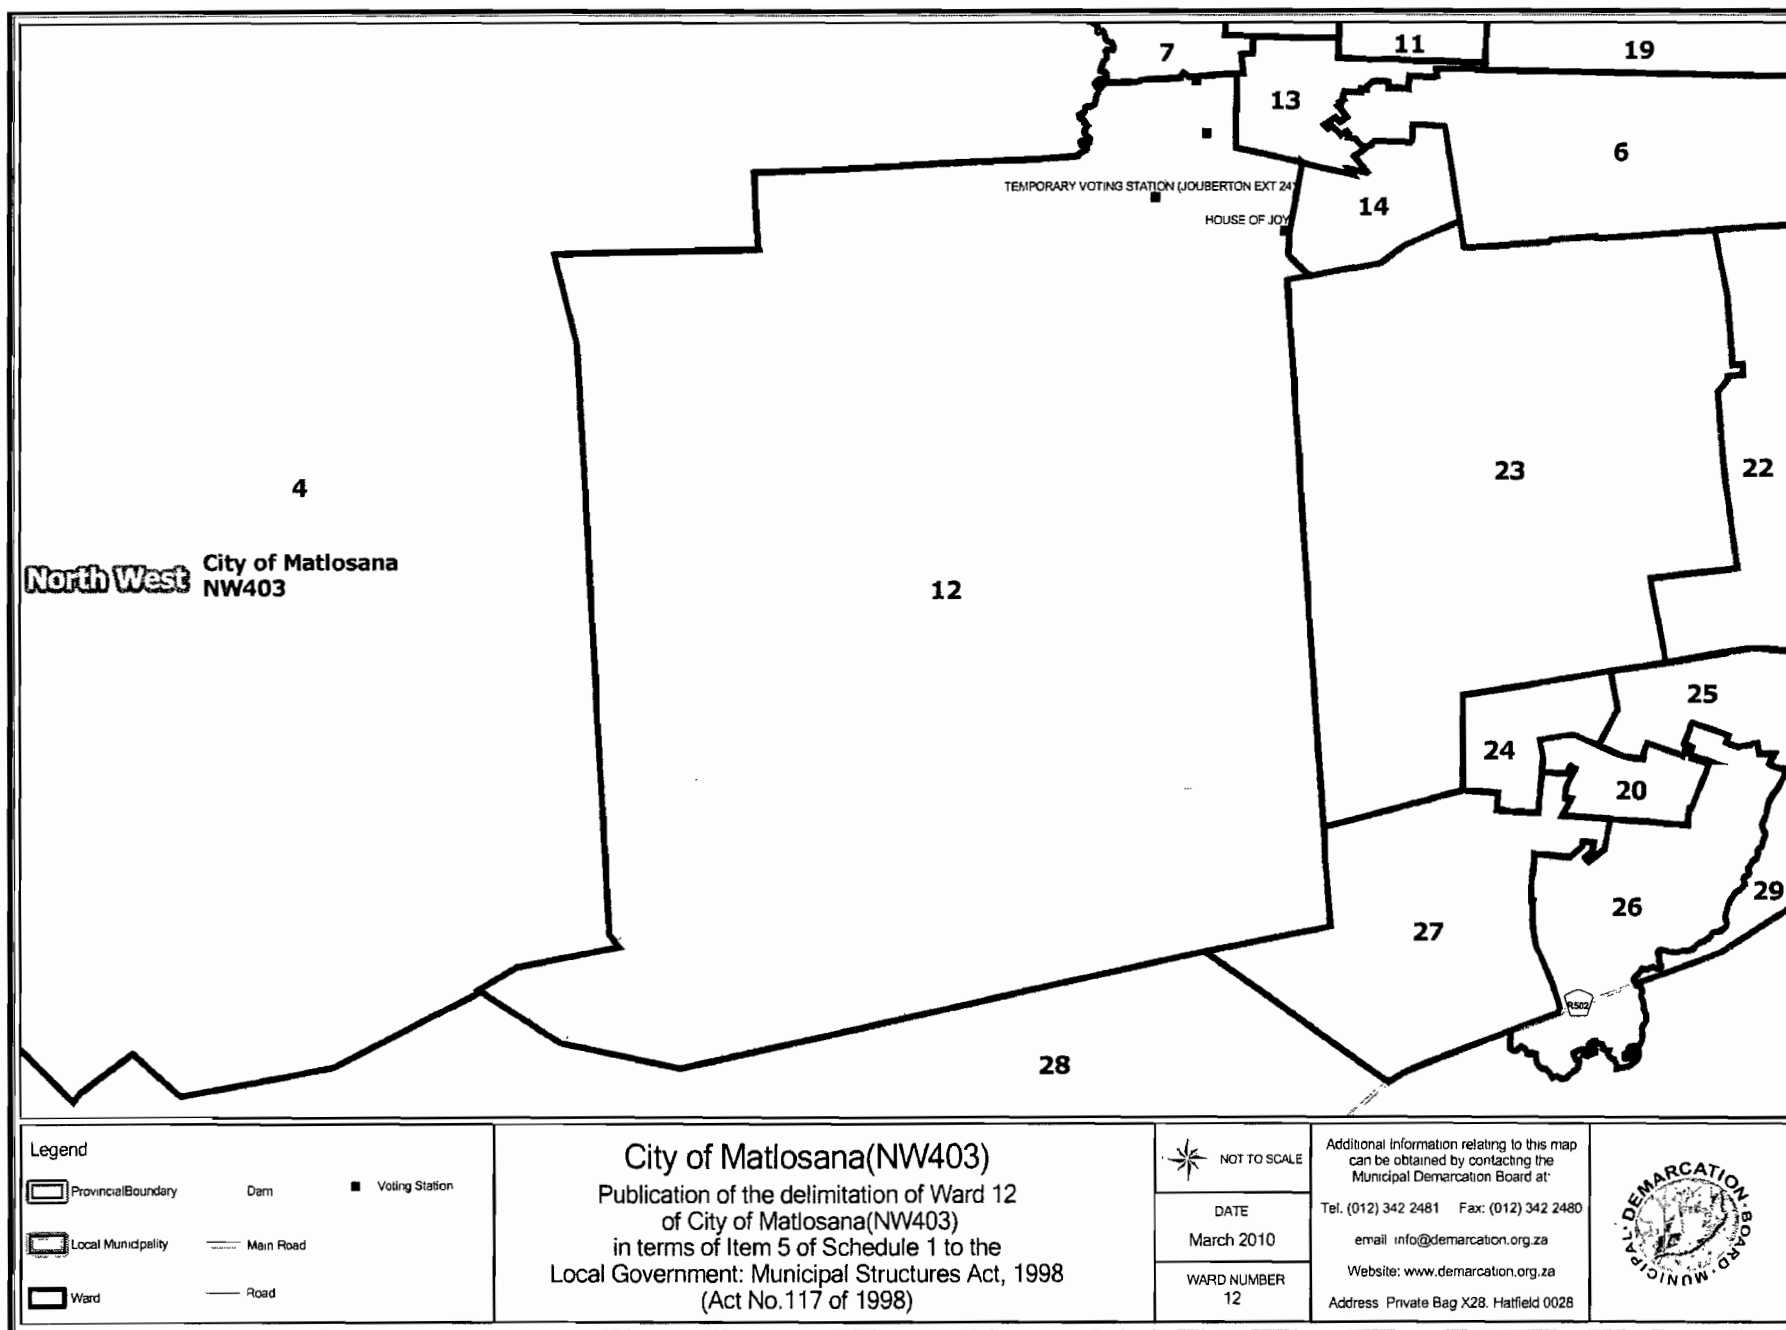 7
11
19
13
6
TEMPORARY VOTING STATION (JOUBERTON EXT 24)
14
HOUSE OF JOY
4
23
22
North West
City of Matlosana
NW403
12
25
24
20
29
26
27
R502
28
Legend
ProvincialBoundary
Dam
Voting Station
Local Municipality
Main Road
Ward
Road
City of Matlosana(NW403)
Publication of the delimitation of Ward 12
of City of Matlosana(NW403)
in terms of Item 5 of Schedule 1 to the
Local Government: Municipal Structures Act, 1998
(Act No.117 of 1998)
NOT TO SCALE
DATE
March 2010
WARD NUMBER
12
Additional information relating to this map
can be obtained by contacting the
Municipal Demarcation Board at:
Tel. (012) 342 2481 Fax: (012) 342 2480
email info@demarcation.org.za
Website: www.demarcation.org.za
Address Private Bag X28. Hatfield 0028
MUNICIPAL · DEMARCATION · BOARD ·